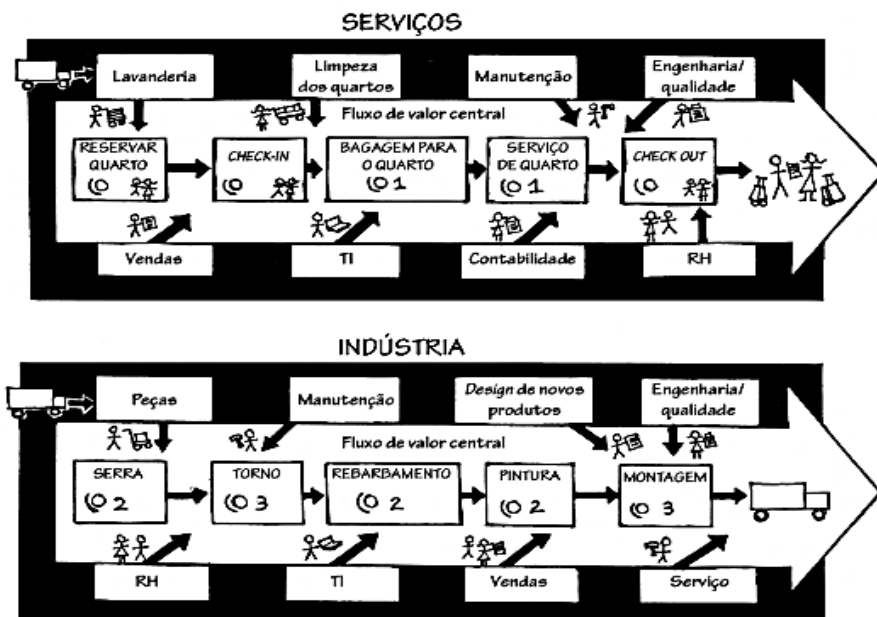 SERVIÇOS
Lavanderia
Limpeza
dos quartos
Manutenção
Engenharia/
qualidade
Fluxo de valor central
RESERVAR
QUARTO
CHECK-IN
BAGAGEM PARA
O QUARTO
1
SERVIÇO
DE QUARTO
1
CHECK OUT
Vendas
TI
Contabilidade
RH
INDÚSTRIA
Peças
Manutenção
Design de novos
produtos
Engenharia/
qualidade
Fluxo de valor central
SERRA
2
TORNO
3
REBARBAMENTO
2
PINTURA
2
MONTAGEM
3
RH
TI
Vendas
Serviço